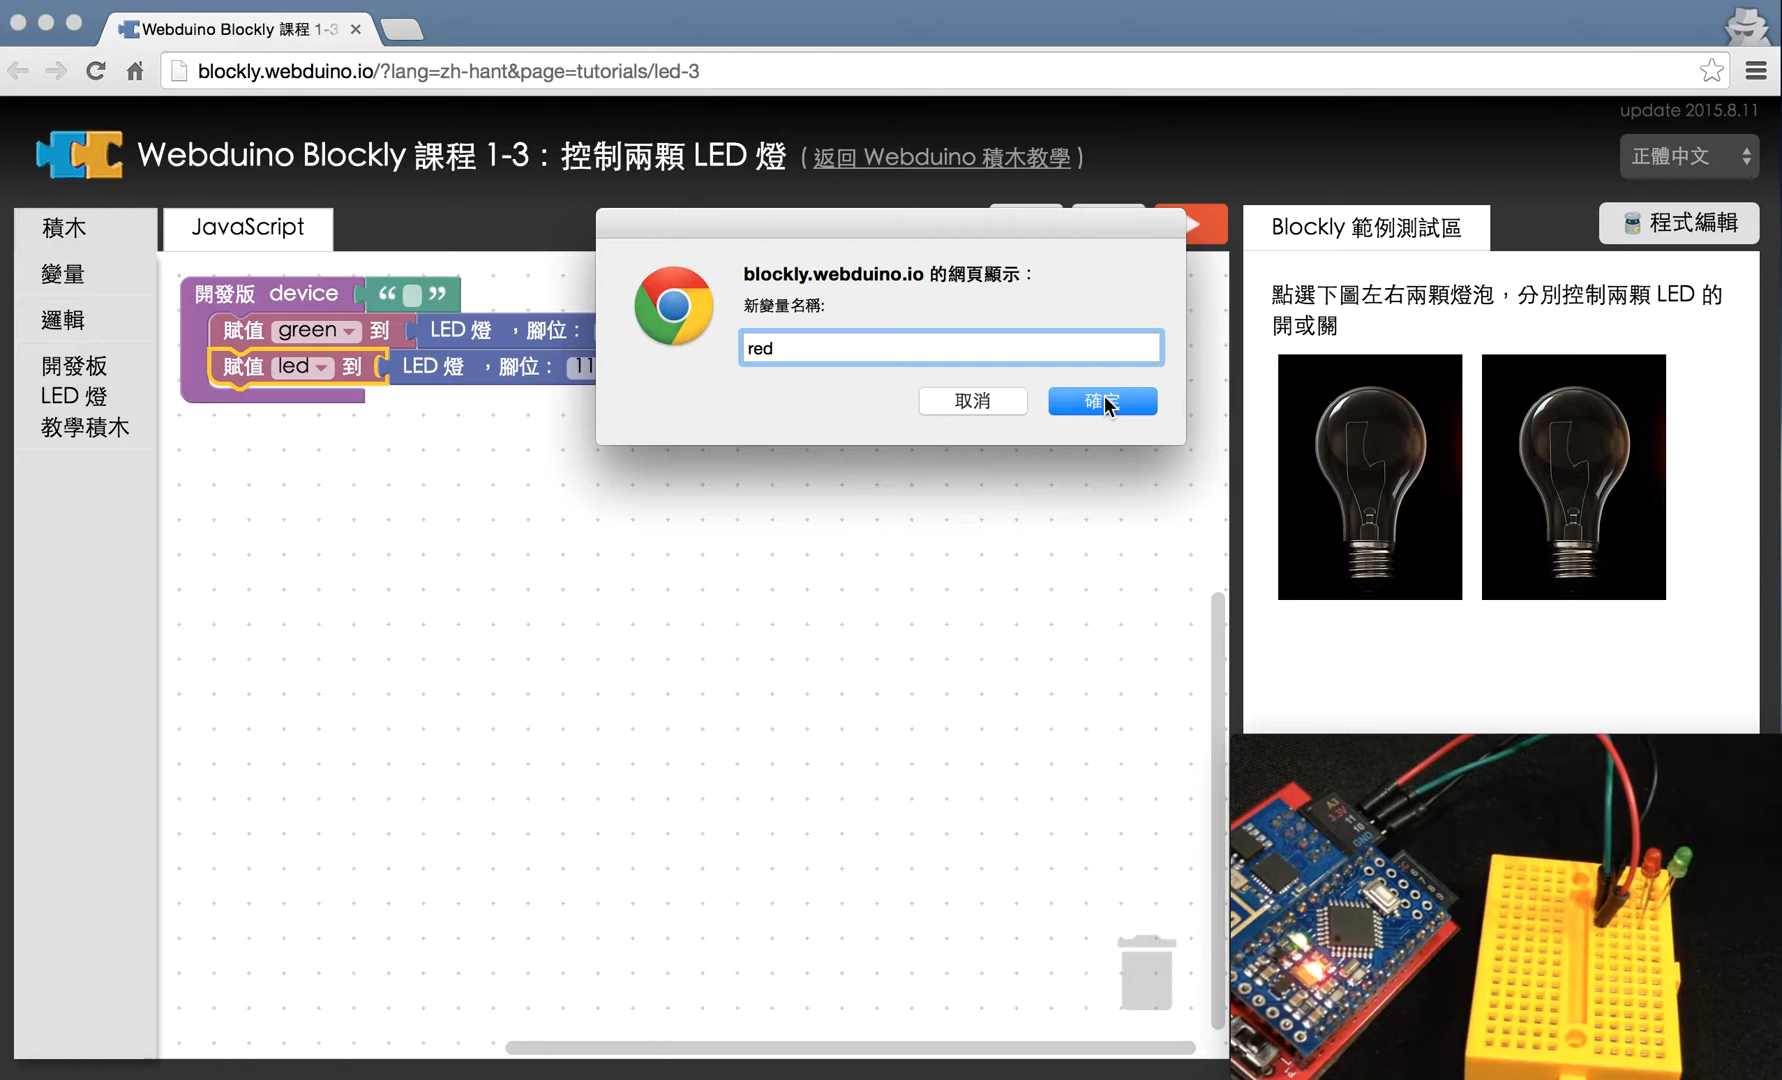 Webduino Blockly 課程 1-3
blockly.webduino.io/?lang=zh-hant&page=tutorials/led-3
update 2015.8.11
Webduino Blockly 課程 1-3：控制兩顆 LED 燈 ( 返回 Webduino 積木教學 )
正體中文
積木
變量
邏輯
開發板
LED 燈
教學積木
JavaScript
開發版 device “ ”
賦值 green 到 LED 燈 ，腳位：
賦值 led 到 LED 燈 ，腳位： 11
blockly.webduino.io 的網頁顯示：
新變量名稱:
red
取消
確定
Blockly 範例測試區
程式編輯
點選下圖左右兩顆燈泡，分別控制兩顆 LED 的
開或關
A3
3.3V
11
10
GND